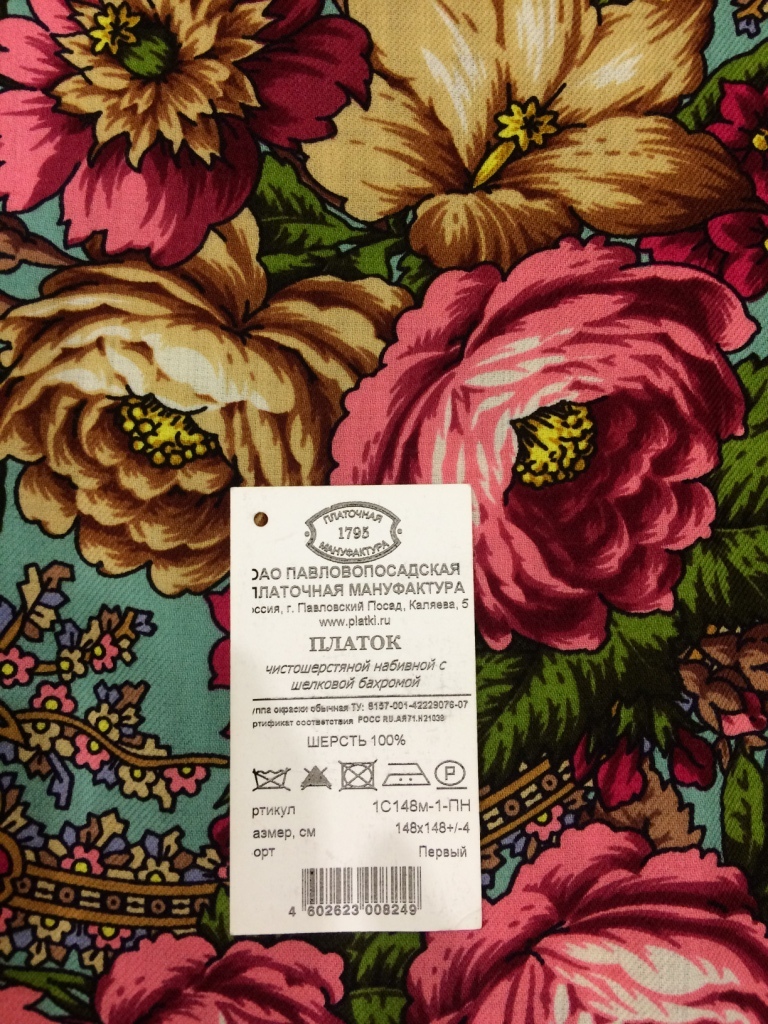 ПЛАТОЧНАЯ
1795
МАНУФАКТУРА
ОАО ПАВЛОВОПОСАДСКАЯ
ПЛАТОЧНАЯ МАНУФАКТУРА
оссия, г. Павловский Посад, Каляева, 5
www.platki.ru
ПЛАТОК
чистошерстяной набивной с
шелковой бахромой
уппа окраски обычная ТУ: 8157-001-42229076-07
ртификат соответствия РОСС RU.АЯ71.Н21039
ШЕРСТЬ 100%
P
ртикул 1С148м-1-ПН
азмер, см 148х148+/-4
орт Первый
4 602623 008249